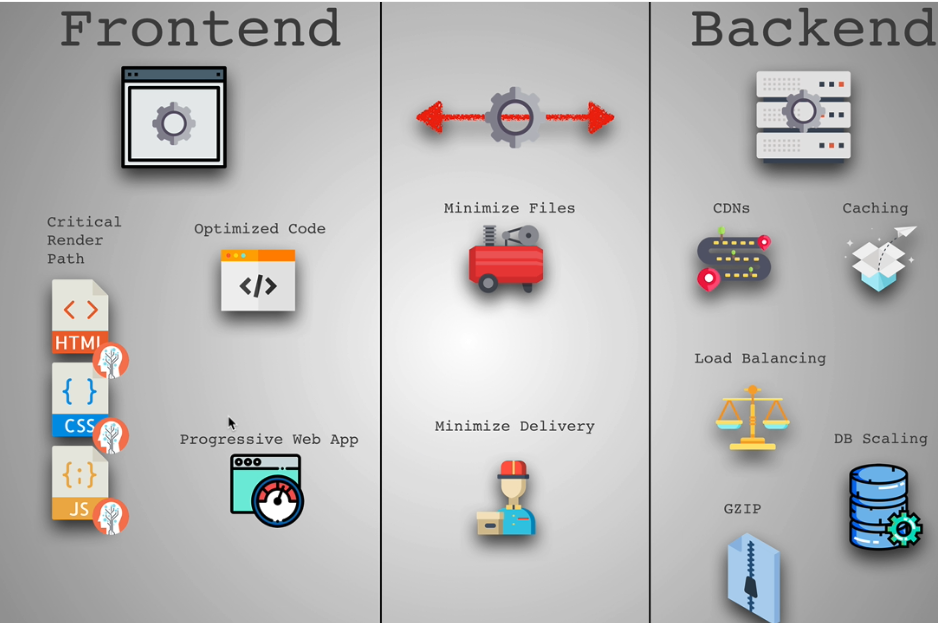 Frontend
Backend
Critical
Render
Path
Optimized Code
HTML
CSS
JS
Progressive Web App
Minimize Files
Minimize Delivery
CDNs
Caching
Load Balancing
DB Scaling
GZIP